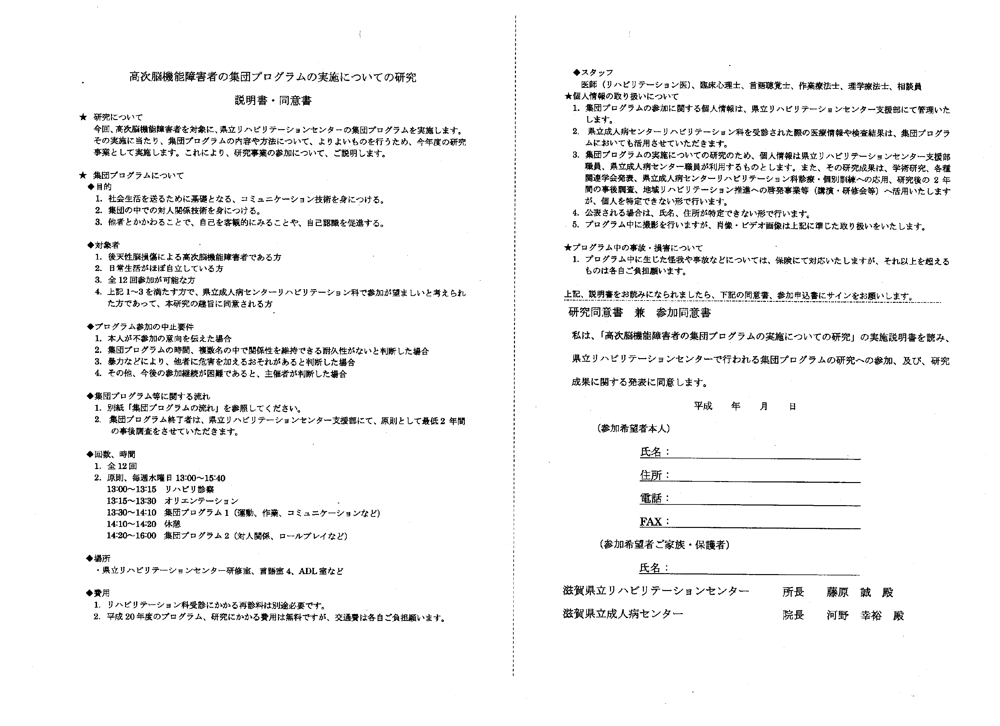 高次脳機能障害者の集団プログラムの実施についての研究
説明書・同意書
★ 研究について
今回、高次脳機能障害者を対象に、県立リハビリテーションセンターの集団プログラムを実施します。
その実施に当たり、集団プログラムの内容や方法について、よりよいものを行うため、今年度の研究
事業として実施します。これにより、研究事業の参加について、ご説明します。
★ 集団プログラムについて
◆目的
1. 社会生活を送るために基礎となる、コミュニケーション技術を身につける。
2. 集団の中での対人関係技術を身につける。
3. 他者とかかわることで、自己を客観的にみることや、自己認識を促進する。
◆対象者
1. 後天性脳損傷による高次脳機能障害者である方
2. 日常生活がほぼ自立している方
3. 全12回参加が可能な方
4. 上記1～3を満たす方で、県立成人病センターリハビリテーション科で参加が望ましいと考えられ
た方であって、本研究の趣旨に同意される方
◆プログラム参加の中止要件
1. 本人が不参加の意向を伝えた場合
2. 集団プログラムの時間、複数名の中で関係性を維持できる耐久性がないと判断した場合
3. 暴力などにより、他者に危害を加えるおそれがあると判断した場合
4. その他、今後の参加継続が困難であると、主催者が判断した場合
◆集団プログラム等に関する流れ
1. 別紙「集団プログラムの流れ」を参照してください。
2. 集団プログラム終了者は、県立リハビリテーションセンター支援部にて、原則として最低2 年間
の事後調査をさせていただきます。
◆回数、時間
1. 全12回
2. 原則、毎週水曜日 13:00～15:40
13:00～13:15 リハビリ診察
13:15～13:30 オリエンテーション
13:30～14:10 集団プログラム1（運動、作業、コミュニケーションなど）
14:10～14:20 休憩
14:20～16:00 集団プログラム2（対人関係、ロールプレイなど）
◆場所
・県立リハビリテーションセンター研修室、言語室4、ADL室など
◆費用
1. リハビリテーション科受診にかかる再診料は別途必要です。
2. 平成20年度のプログラム、研究にかかる費用は無料ですが、交通費は各自ご負担願います。
◆スタッフ
医師（リハビリテーション医）、臨床心理士、言語聴覚士、作業療法士、理学療法士、相談員
★個人情報の取り扱いについて
1. 集団プログラムの参加に関する個人情報は、県立リハビリテーションセンター支援部にて管理いた
します。
2. 県立成人病センターリハビリテーション科を受診された際の医療情報や検査結果は、集団プログラ
ムにおいても活用させていただきます。
3. 集団プログラムの実施についての研究のため、個人情報は県立リハビリテーションセンター支援部
職員、県立成人病センター職員が利用するものとします。また、その研究成果は、学術研究、各種
関連学会発表、県立成人病センターリハビリテーション科診療・個別訓練への応用、研究後の 2 年
間の事後調査、地域リハビリテーション推進への啓発事業等（講演・研修会等）へ活用いたします
が、個人を特定できない形で行います。
4. 公表される場合は、氏名、住所が特定できない形で行います。
5. プログラム中に撮影を行いますが、肖像・ビデオ画像は上記に準じた取り扱いをいたします。
★プログラム中の事故・損害について
1. プログラム中に生じた怪我や事故などについては、保険にて対応いたしますが、それ以上を超える
ものは各自ご負担願います。
上記、説明書をお読みになられましたら、下記の同意書、参加申込書にサインをお願いします。
研究同意書 兼 参加同意書
私は、「高次脳機能障害者の集団プログラムの実施についての研究」の実施説明書を読み、
県立リハビリテーションセンターで行われる集団プログラムの研究への参加、及び、研究
成果に関する発表に同意します。
平成 年 月 日
（参加希望者本人）
氏名：
住所：
電話：
FAX：
（参加希望者ご家族・保護者）
氏名：
滋賀県立リハビリテーションセンター 所長 藤原 誠 殿
滋賀県立成人病センター 院長 河野 幸裕 殿